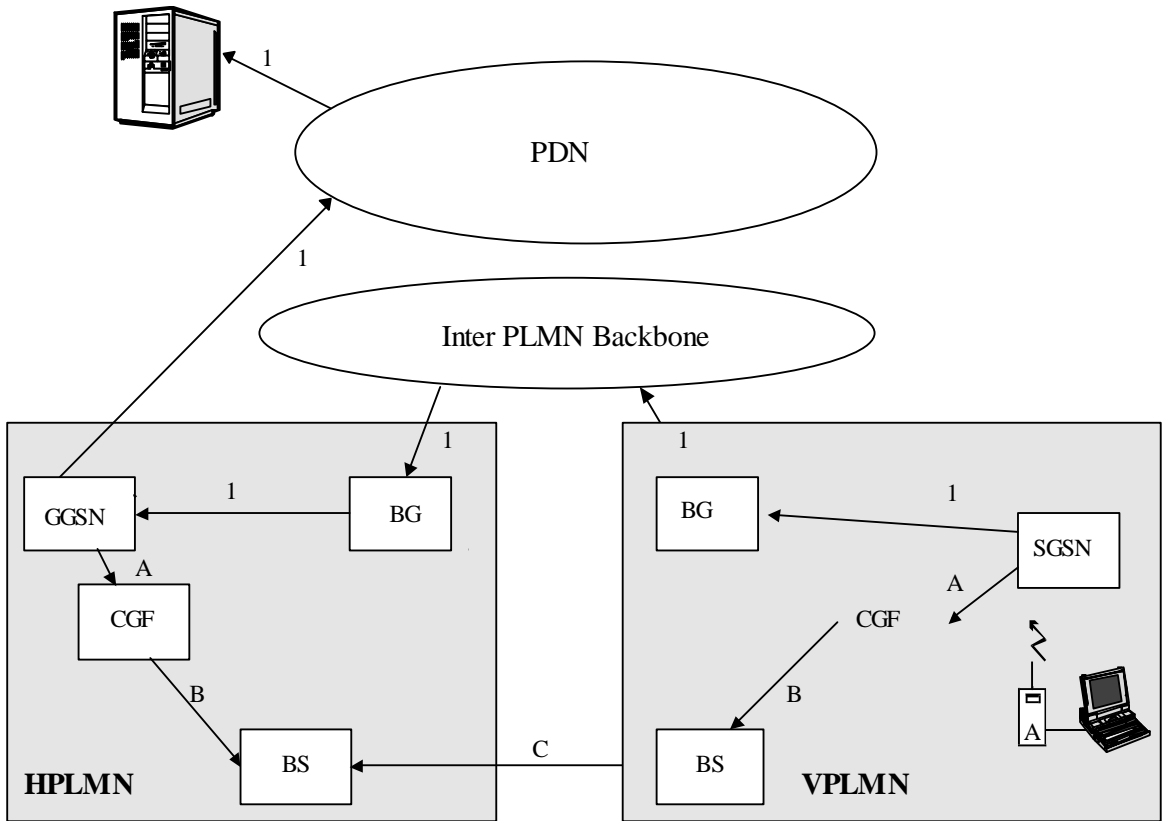 1
PDN
1
Inter PLMN Backbone
1
1
GGSN
1
BG
BG
1
SGSN
A
CGF
A
CGF
B
B
A
BS
C
BS
HPLMN
VPLMN